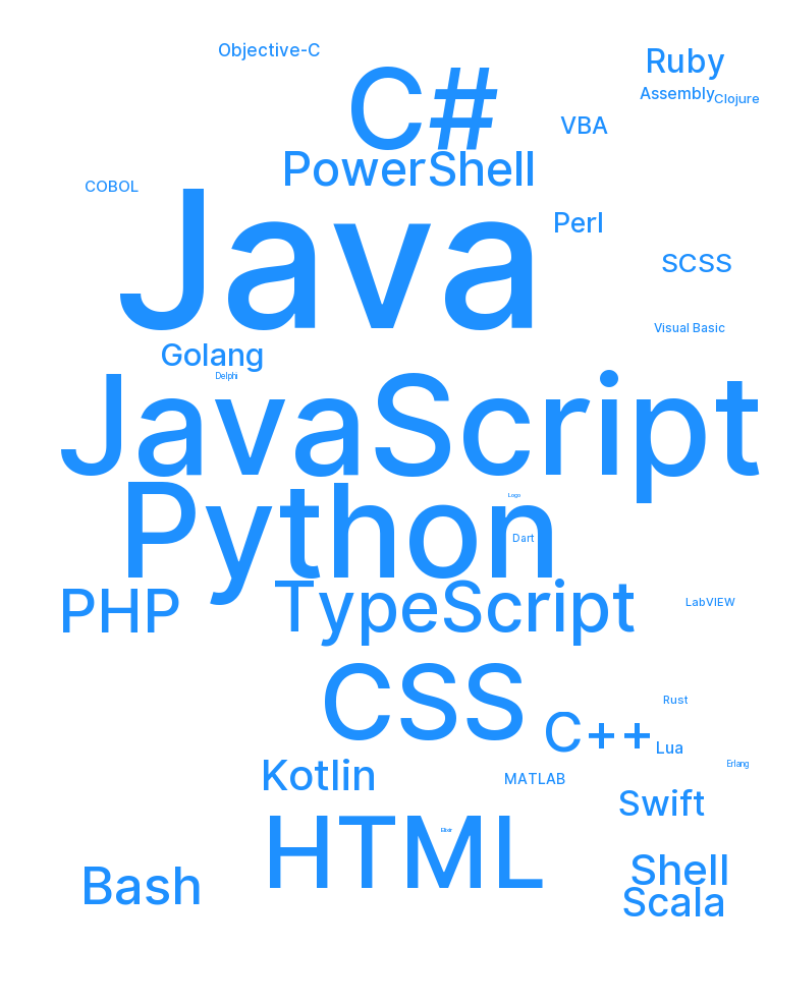 Objective-C
Ruby
C#
Assembly
Clojure
VBA
PowerShell
COBOL
Java
Perl
SCSS
Visual Basic
Golang
Delphi
JavaScript
Python
Logo
Dart
PHP
TypeScript
LabVIEW
CSS
Rust
C++
Lua
Erlang
Kotlin
MATLAB
Swift
HTML
Elixir
Shell
Bash
Scala